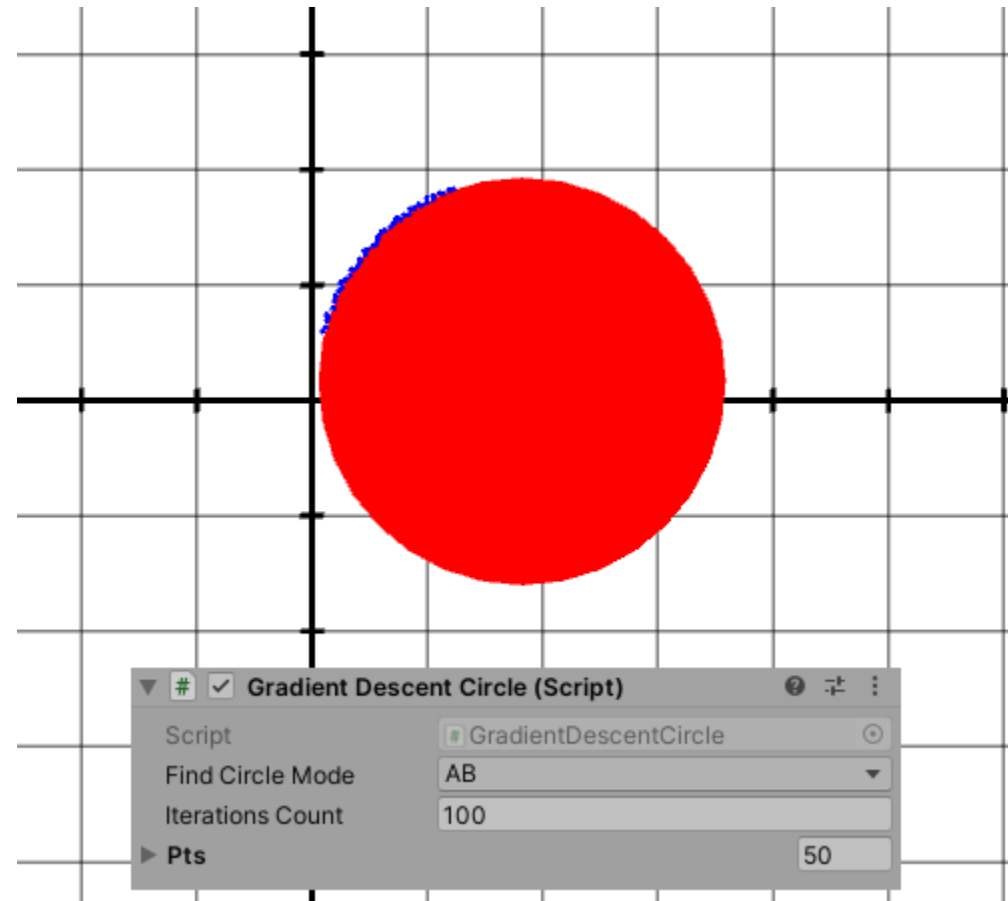 # Gradient Descent Circle (Script)
Script # GradientDescentCircle
Find Circle Mode AB
Iterations Count 100
Pts 50